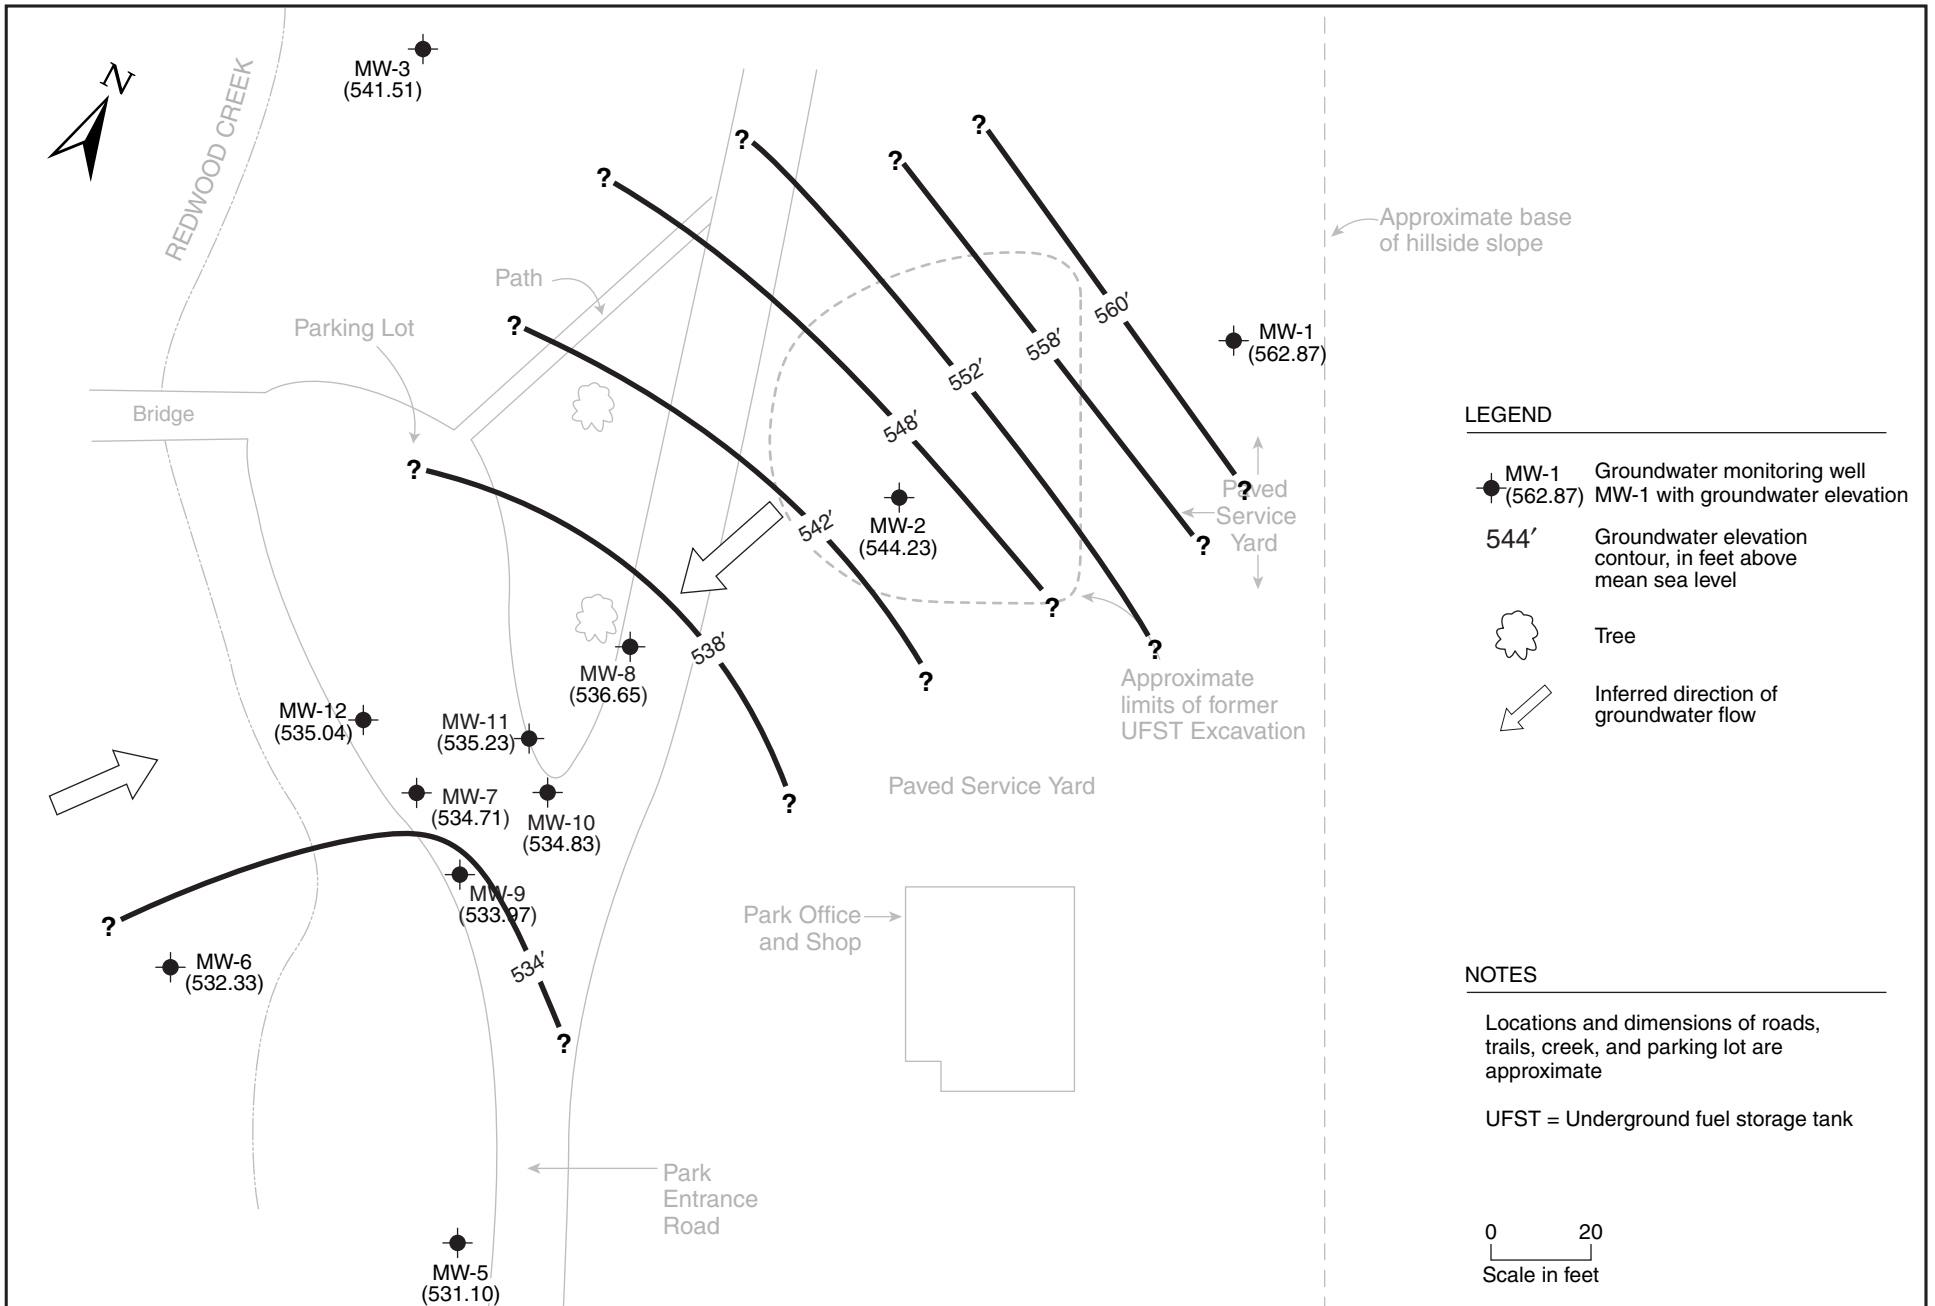 N
REDWOOD CREEK
MW-3
(541.51)
?
?
?
?
?
?
Path
Parking Lot
Bridge
560′
558′
552′
548′
542′
538′
534′
Approximate base
of hillside slope
MW-1
(562.87)
?
Paved
Service
Yard
MW-2
(544.23)
?
?
?
?
?
MW-8
(536.65)
MW-12
(535.04)
MW-11
(535.23)
MW-7
(534.71)
MW-10
(534.83)
MW-9
(533.97)
?
?
MW-6
(532.33)
Approximate
limits of former
UFST Excavation
Paved Service Yard
Park Office
and Shop
Park
Entrance
Road
MW-5
(531.10)
LEGEND
MW-1
(562.87)
Groundwater monitoring well
MW-1 with groundwater elevation
544′
Groundwater elevation
contour, in feet above
mean sea level
Tree
Inferred direction of
groundwater flow
NOTES
Locations and dimensions of roads,
trails, creek, and parking lot are
approximate
UFST = Underground fuel storage tank
0 20
Scale in feet